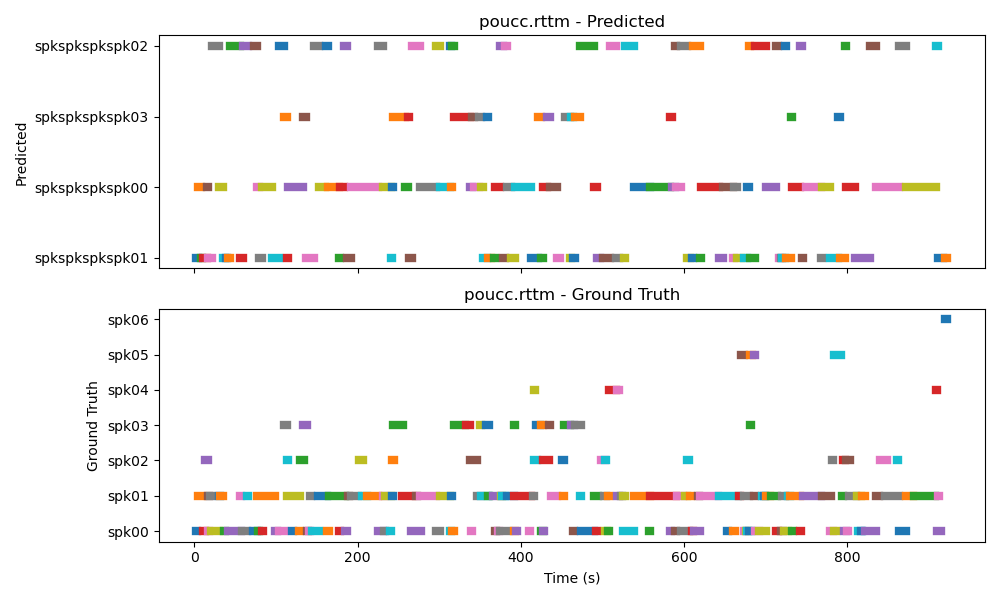 poucc.rttm - Predicted
spkspkspkspk02
spkspkspkspk03
spkspkspkspk00
spkspkspkspk01
Predicted
poucc.rttm - Ground Truth
spk06
spk05
spk04
spk03
spk02
spk01
spk00
Ground Truth
0 200 400 600 800
Time (s)